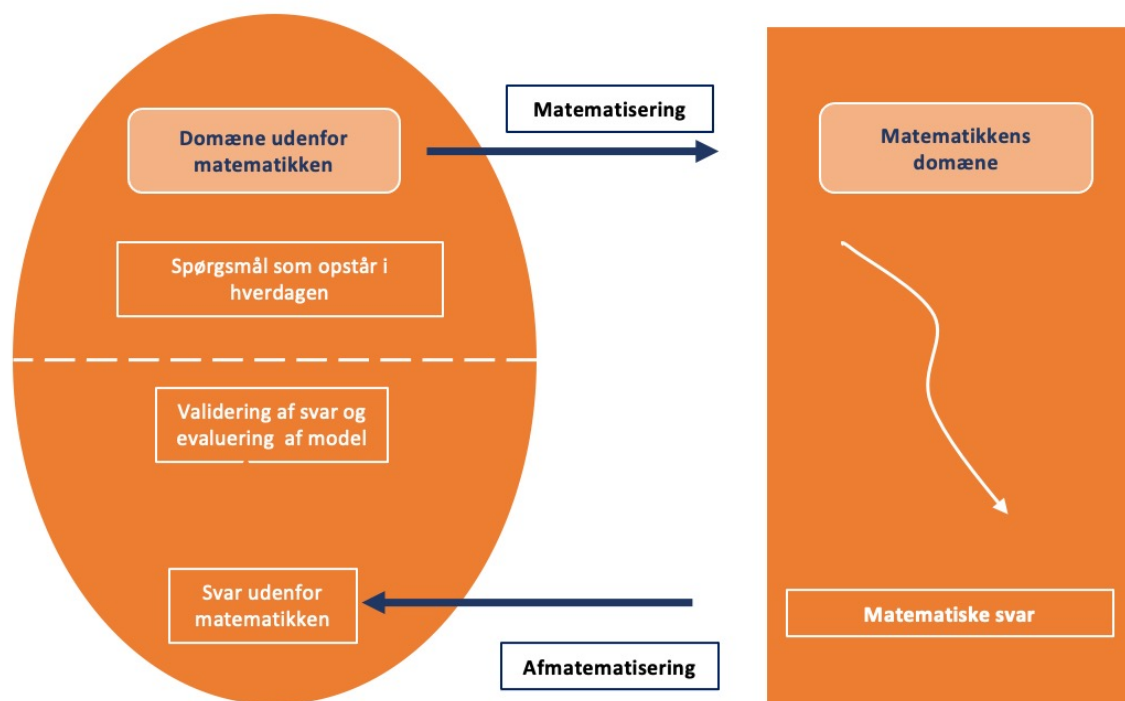 Domæne udenfor
matematikken
Spørgsmål som opstår i
hverdagen
Validering af svar og
evaluering af model
Svar udenfor
matematikken
Matematisering
Afmatematisering
Matematikkens
domæne
Matematiske svar